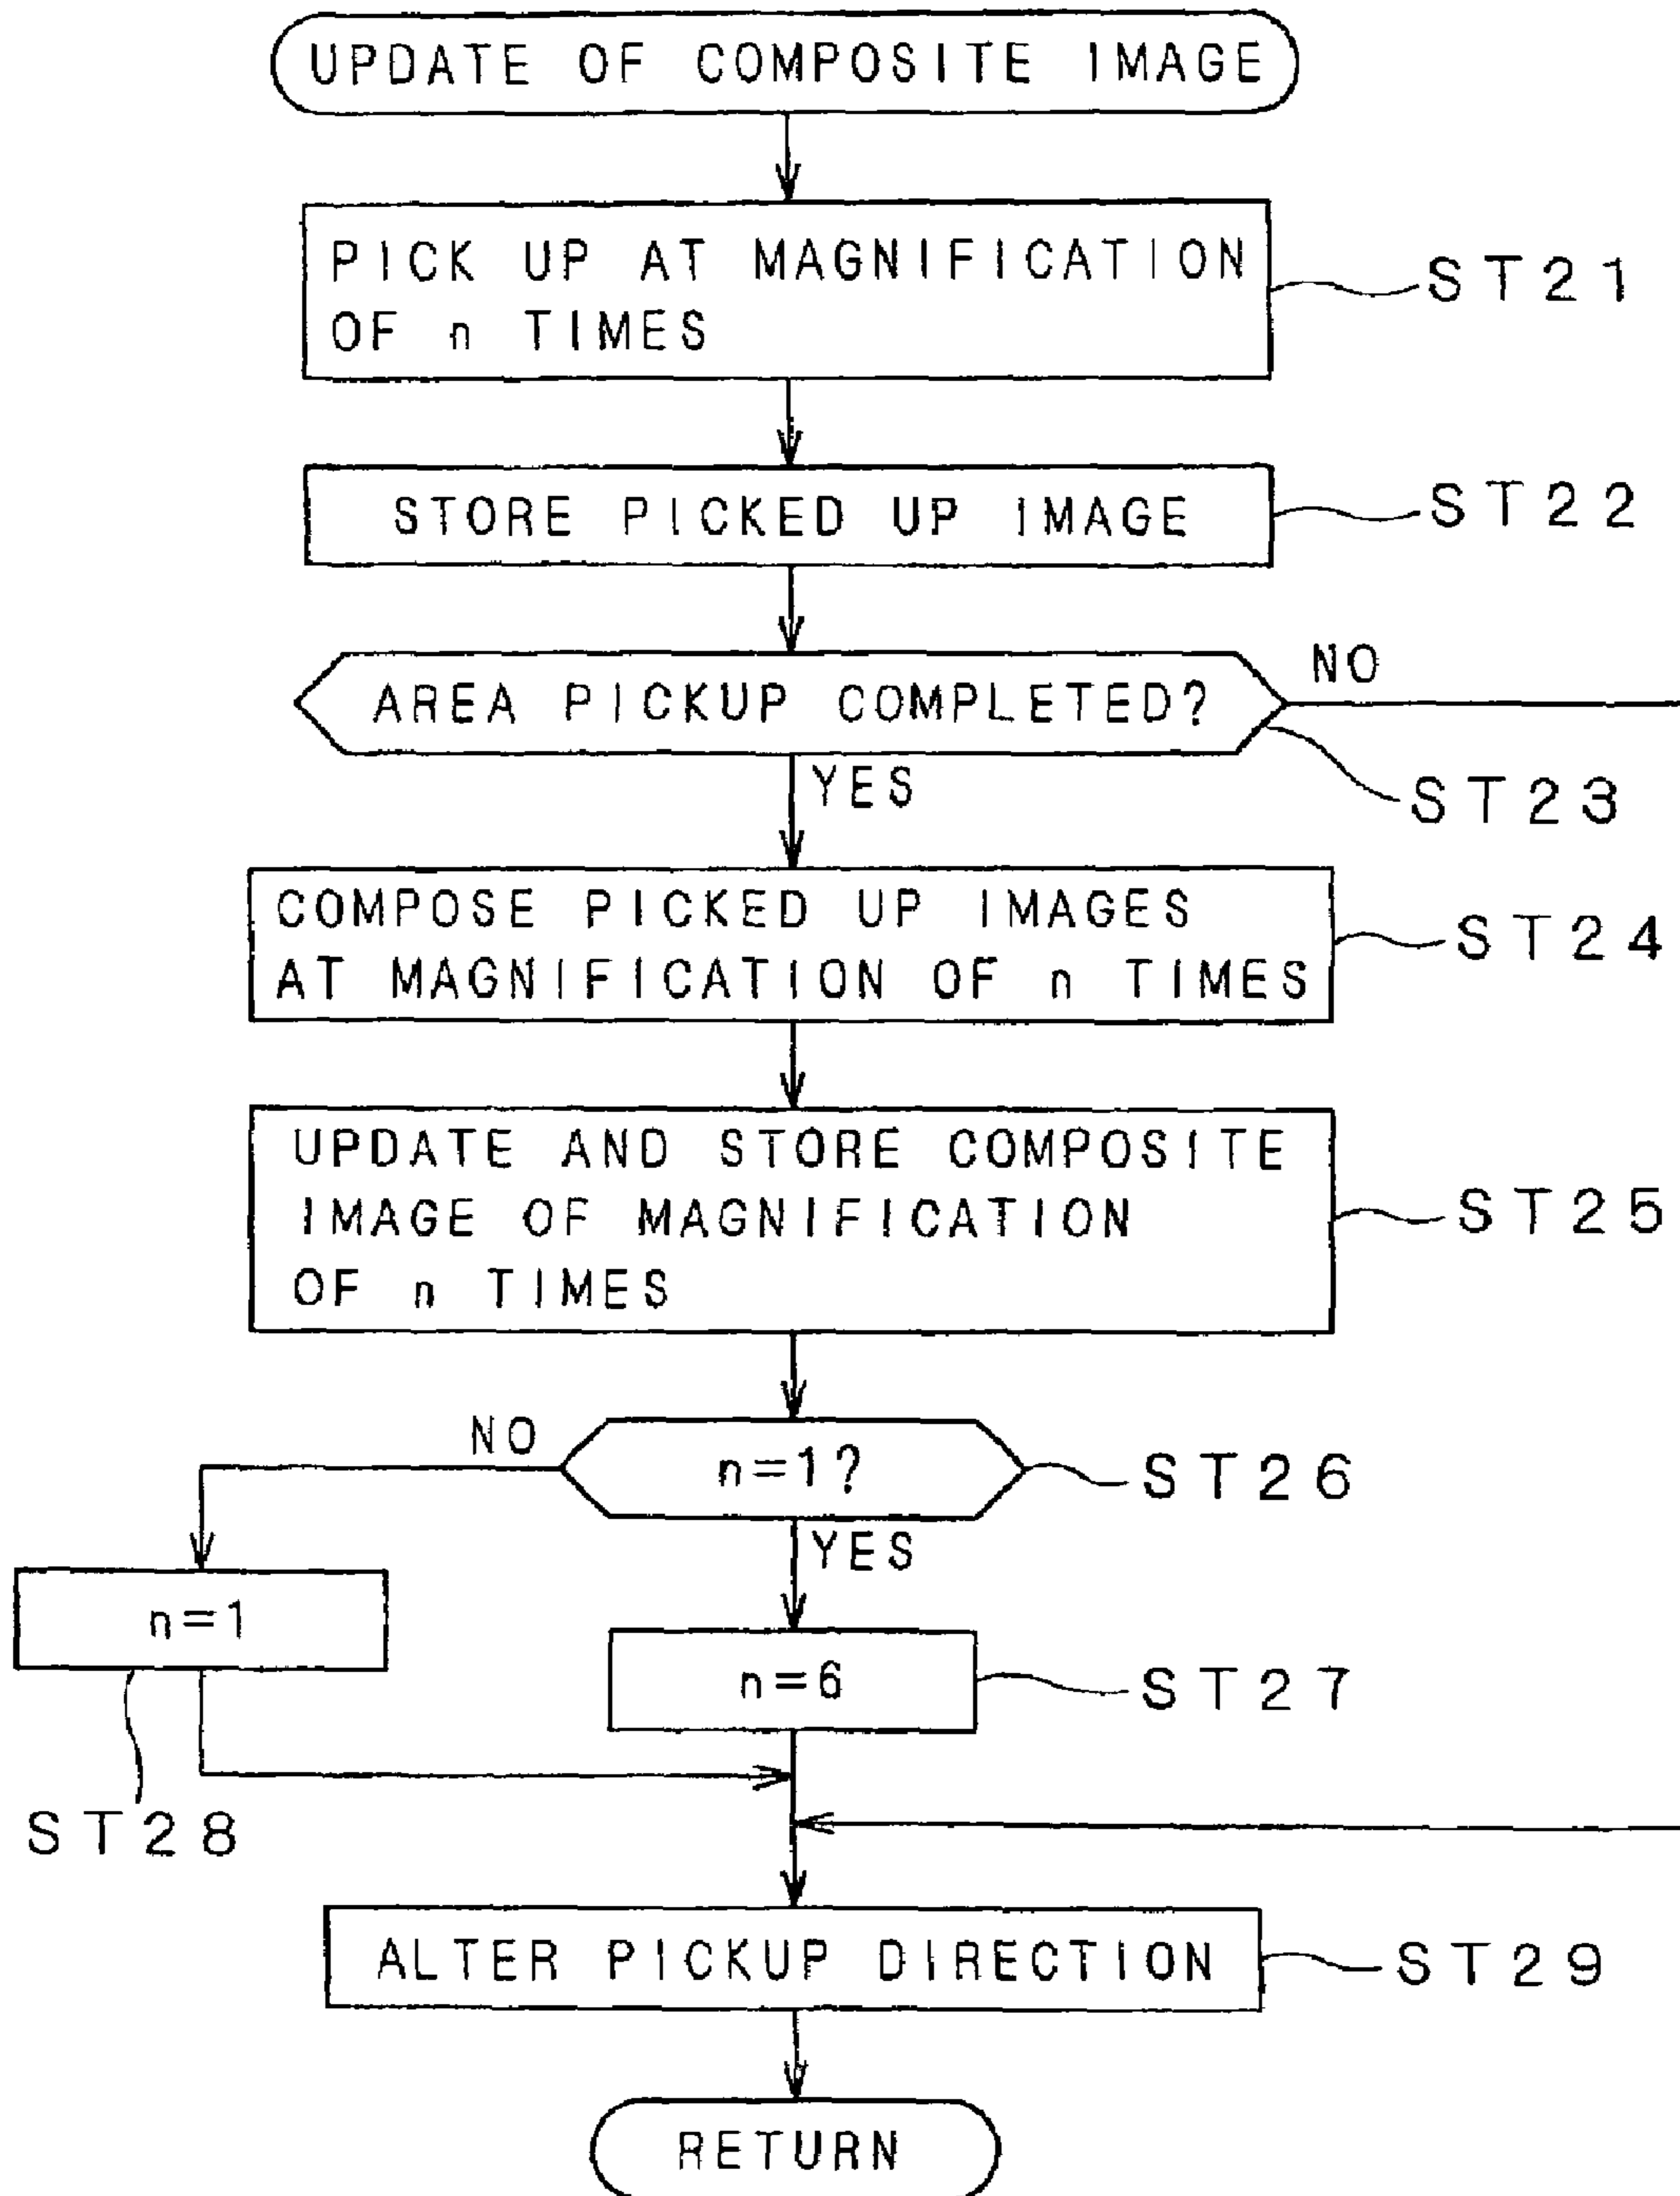 UPDATE OF COMPOSITE IMAGE
PICK UP AT MAGNIFICATION
OF n TIMES
ST21
STORE PICKED UP IMAGE
ST22
AREA PICKUP COMPLETED?
NO
YES
ST23
COMPOSE PICKED UP IMAGES
AT MAGNIFICATION OF n TIMES
ST24
UPDATE AND STORE COMPOSITE
IMAGE OF MAGNIFICATION
OF n TIMES
ST25
NO
n=1?
ST26
YES
n=1
n=6
ST27
ST28
ALTER PICKUP DIRECTION
ST29
RETURN